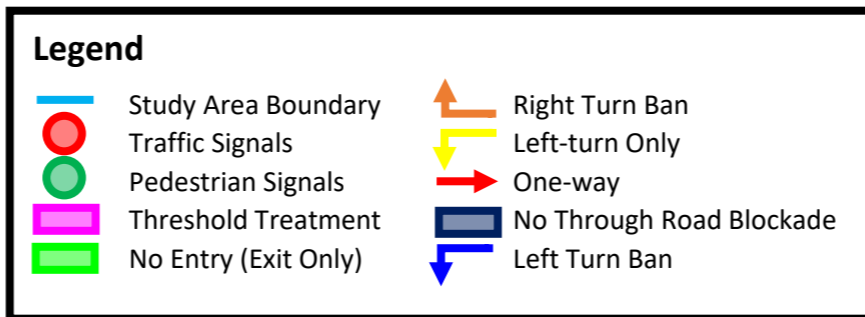 Legend
Study Area Boundary
Traffic Signals
Pedestrian Signals
Threshold Treatment
No Entry (Exit Only)
Right Turn Ban
Left-turn Only
One-way
No Through Road Blockade
Left Turn Ban